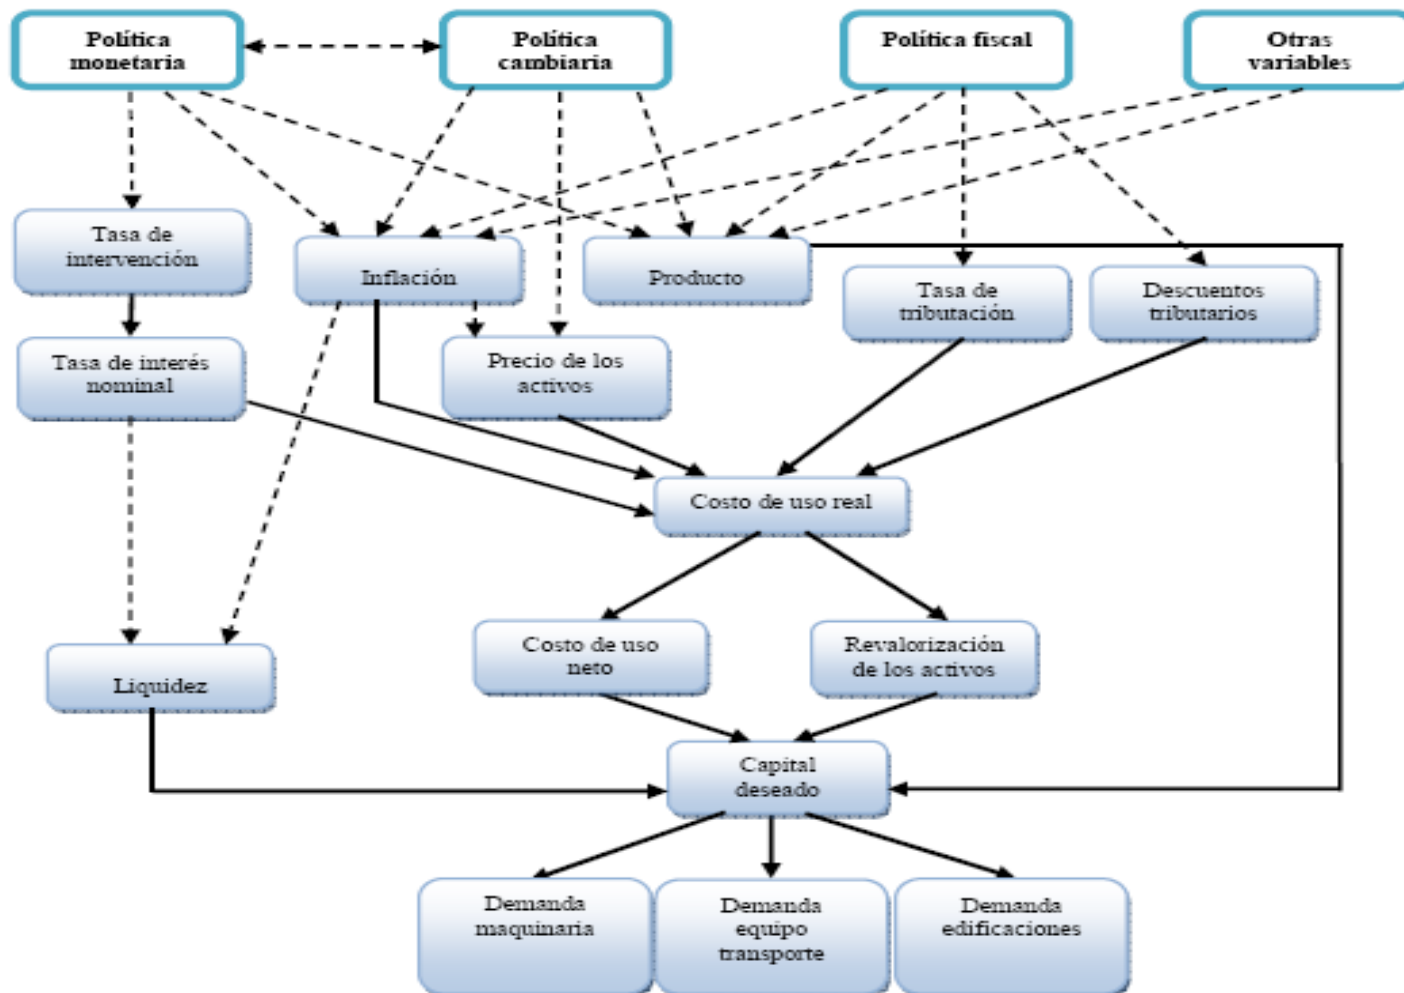 Política
monetaria
Política
cambiaria
Política fiscal
Otras
variables
Tasa de
intervención
Inflación
Producto
Tasa de
tributación
Descuentos
tributarios
Tasa de interés
nominal
Precio de los
activos
Costo de uso real
Costo de uso
neto
Revalorización
de los activos
Liquidez
Capital
deseado
Demanda
maquinaria
Demanda
equipo
transporte
Demanda
edificaciones